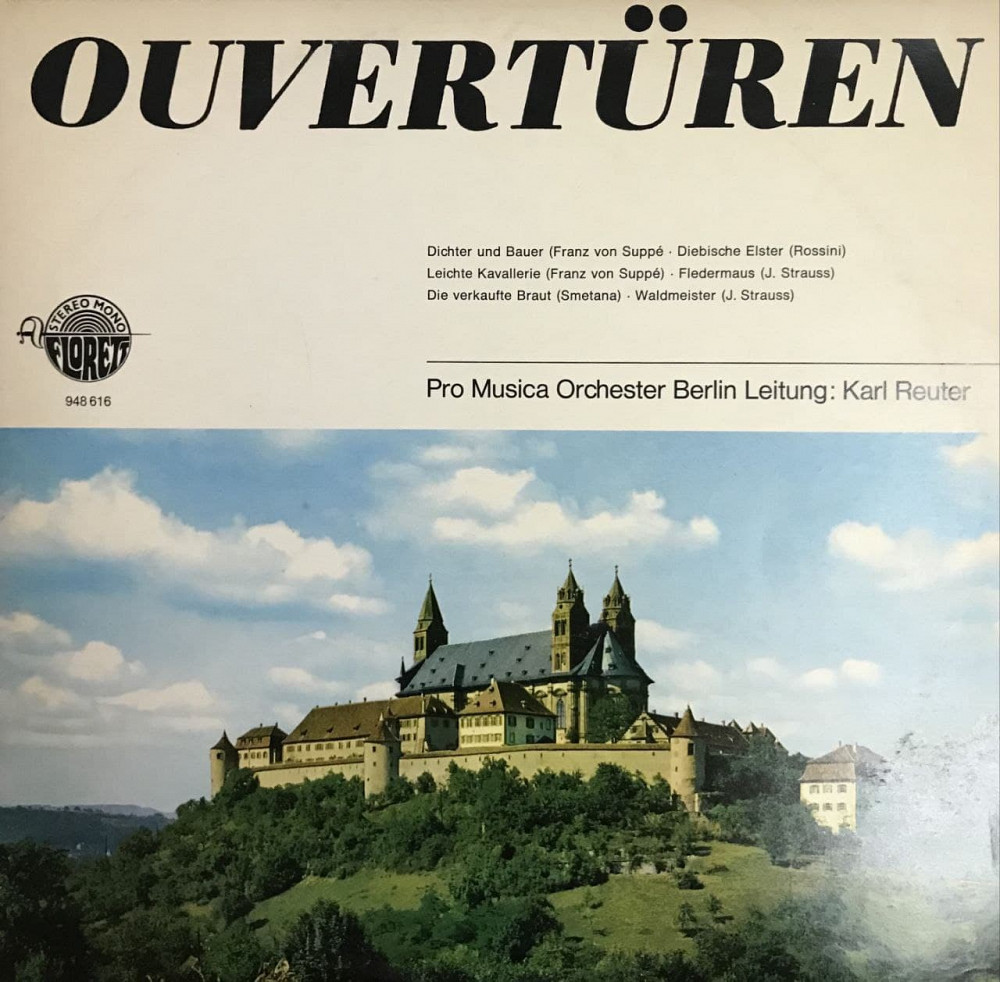 OUVERTÜREN
Dichter und Bauer (Franz von Suppé · Diebische Elster (Rossini)
Leichte Kavallerie (Franz von Suppé) · Fledermaus (J. Strauss)
Die verkaufte Braut (Smetana) · Waldmeister (J. Strauss)
STEREO MONO
FLORETT
948 616
Pro Musica Orchester Berlin Leitung: Karl Reuter